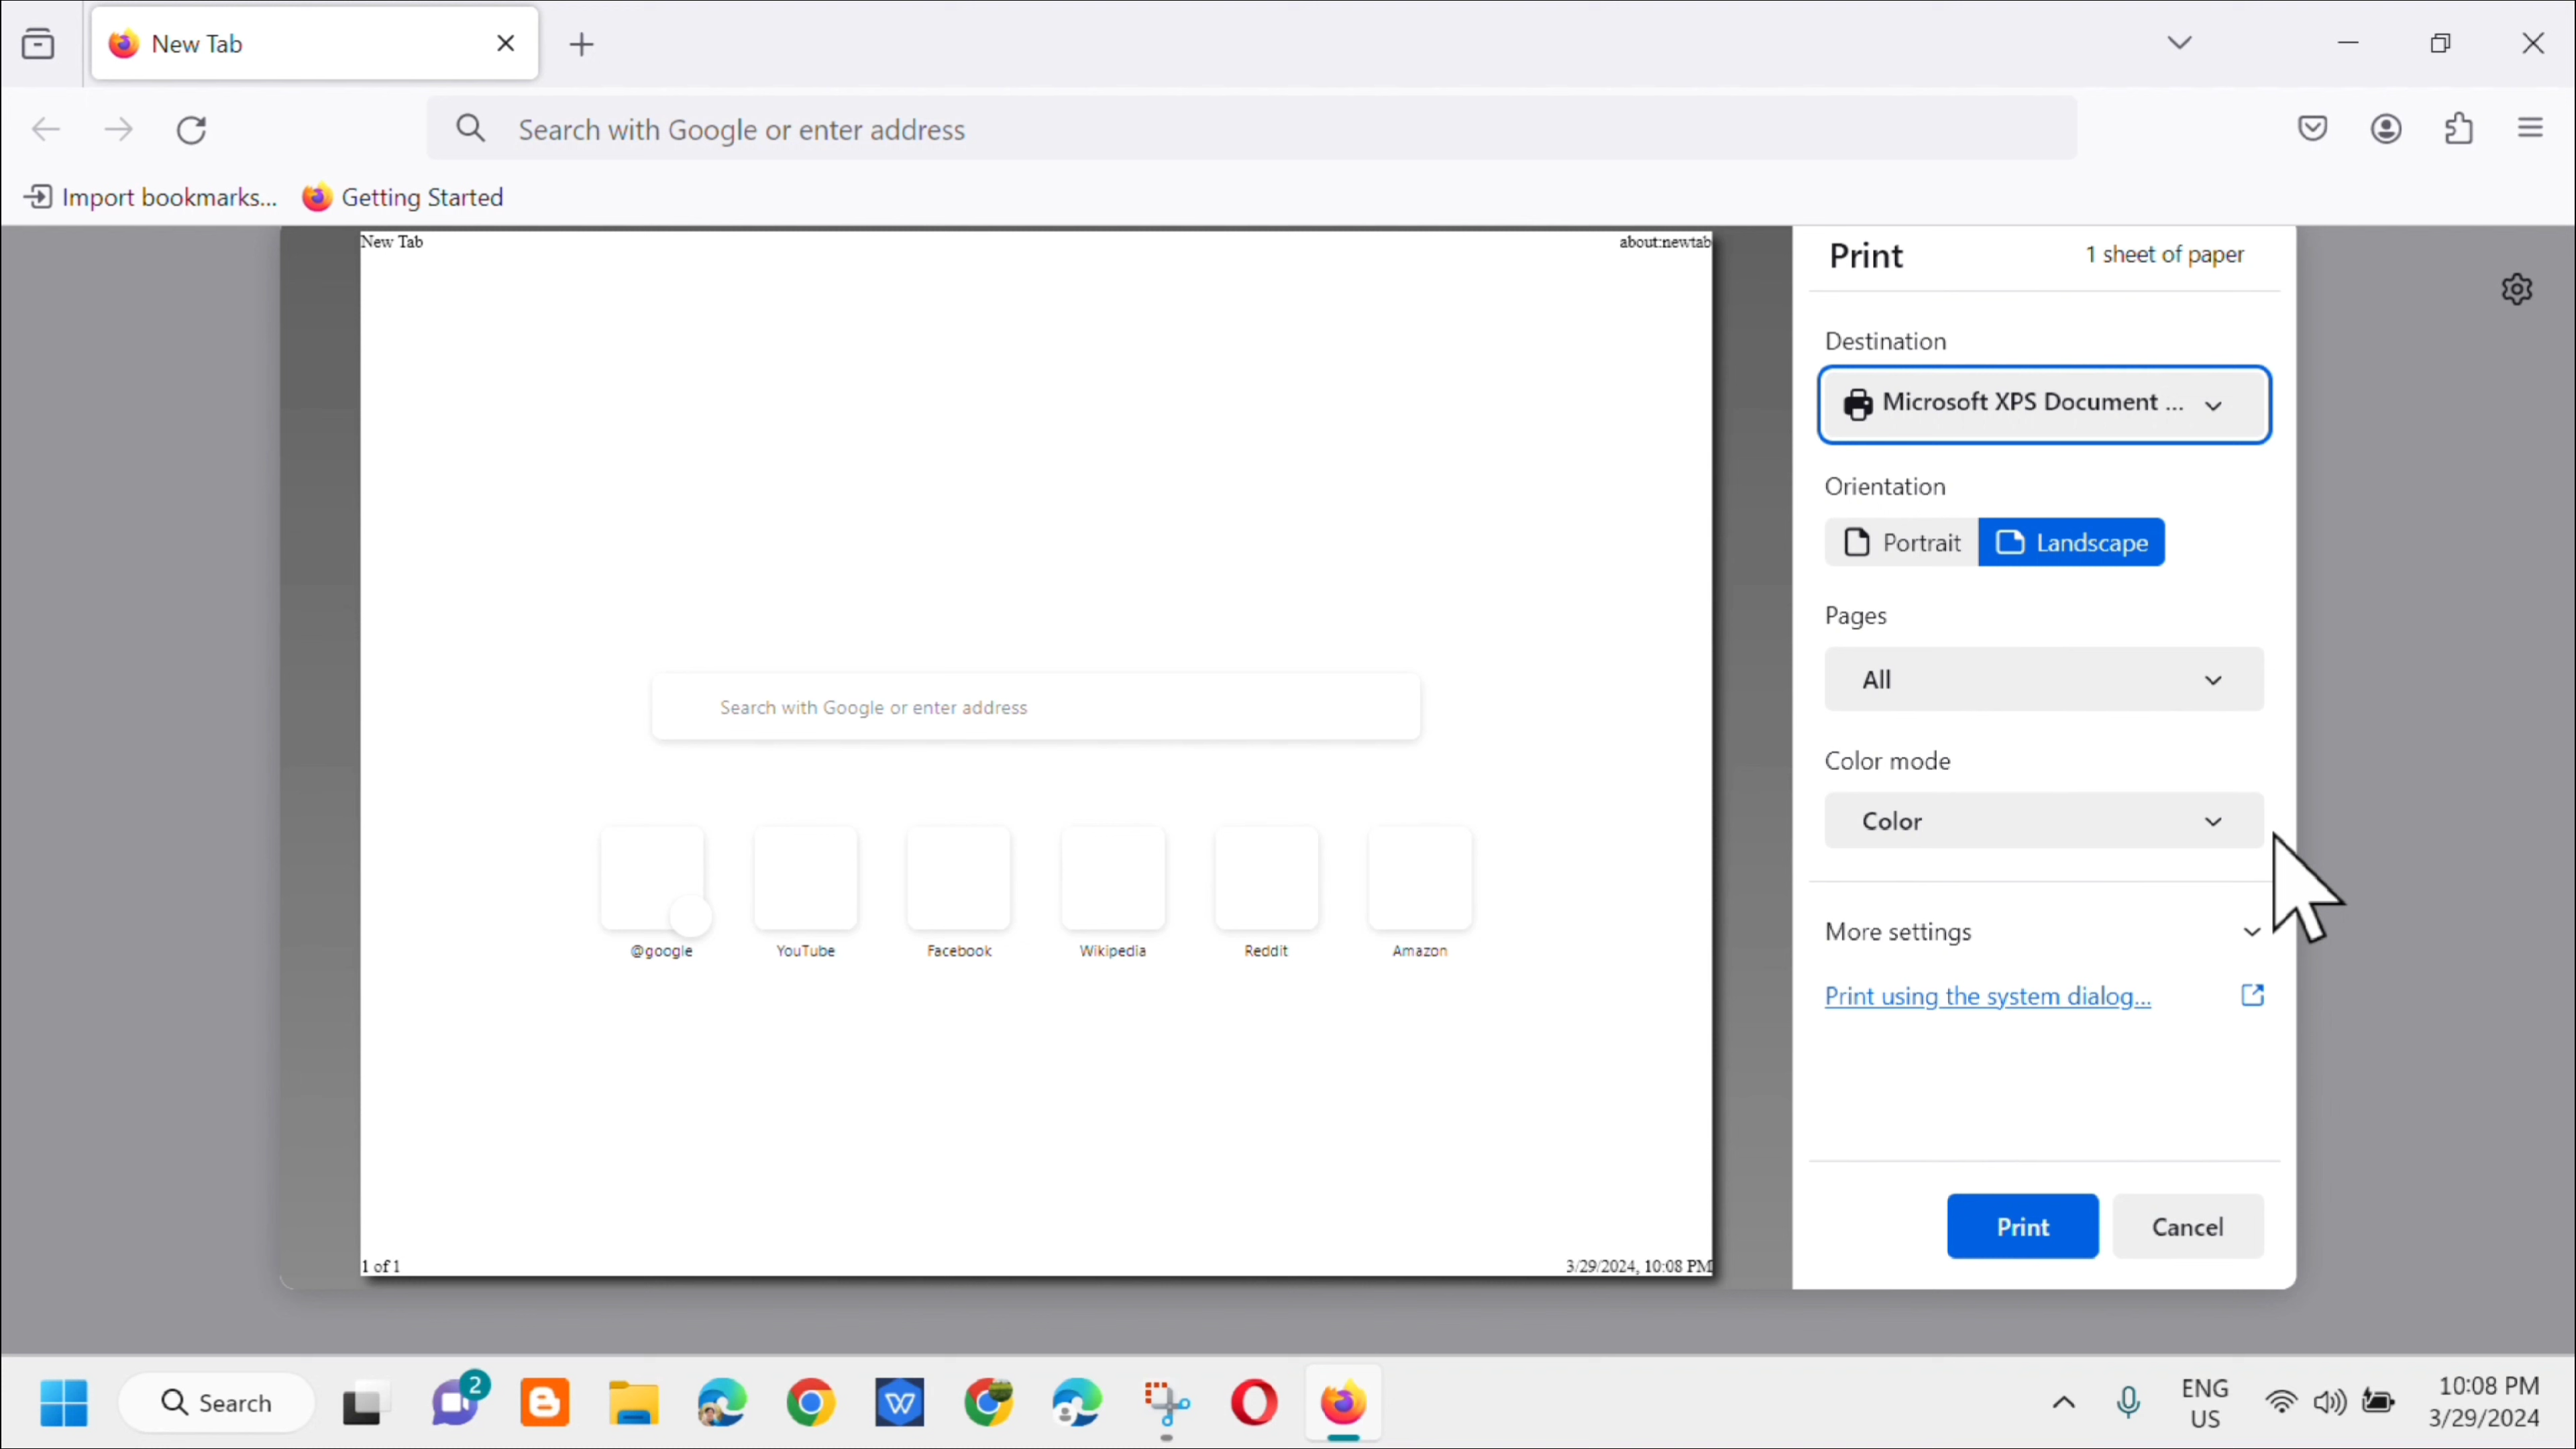 New Tab
Search with Google or enter address
Import bookmarks...
Getting Started
New Tab
about:newtab
Search with Google or enter address
@google
YouTube
Facebook
Wikipedia
Reddit
Amazon
1 of 1
3/29/2024, 10:08 PM
Print
1 sheet of paper
Destination
Microsoft XPS Document ...
Orientation
Portrait
Landscape
Pages
All
Color mode
Color
More settings
Print using the system dialog...
Print
Cancel
Search
2
ENG
US
10:08 PM
3/29/2024